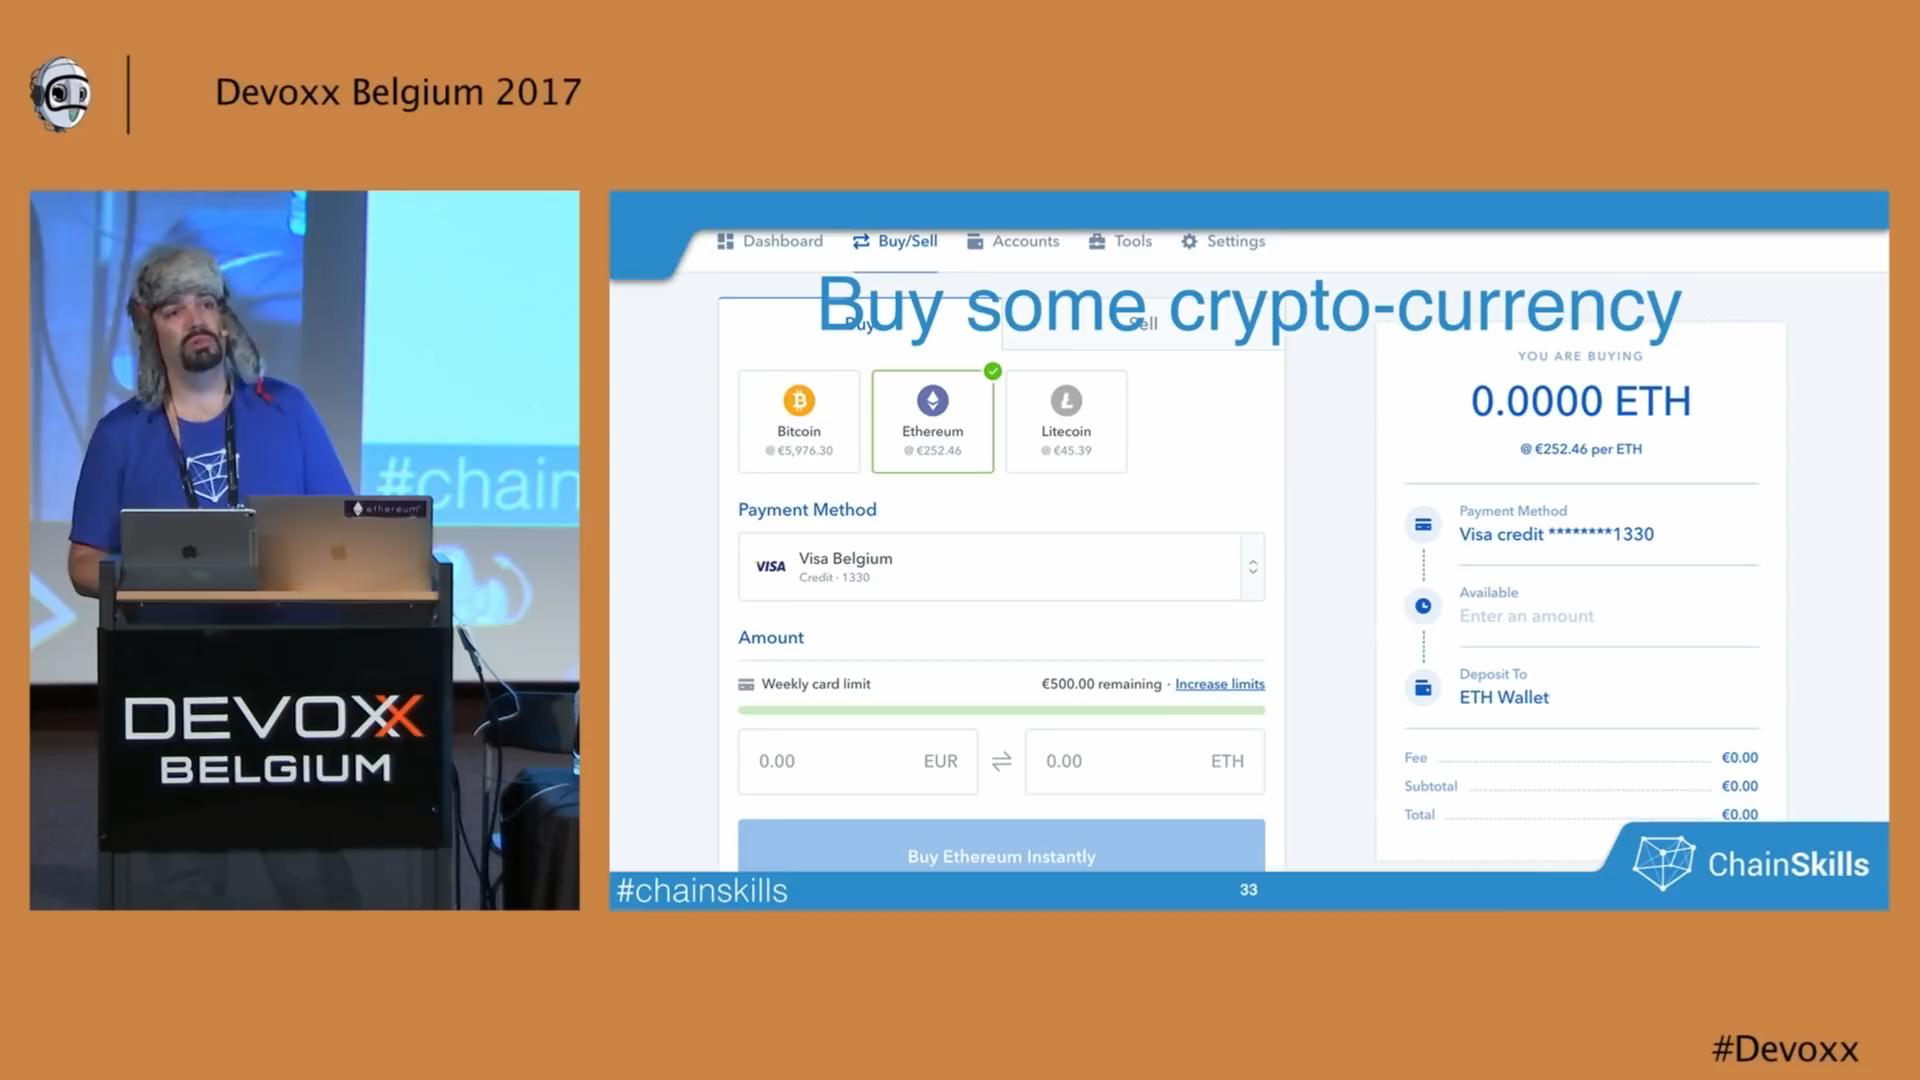 Devoxx Belgium 2017
#chain
ethereum
DEVOXX
BELGIUM
Dashboard
Buy/Sell
Accounts
Tools
Settings
Buy some crypto-currency
Buy
Sell
Bitcoin
@ €5,976.30
Ethereum
@ €252.46
Litecoin
@ €45.39
Payment Method
VISA
Visa Belgium
Credit · 1330
Amount
Weekly card limit
€500.00 remaining · Increase limits
0.00 EUR
0.00 ETH
Buy Ethereum Instantly
YOU ARE BUYING
0.0000 ETH
@ €252.46 per ETH
Payment Method
Visa credit ********1330
Available
Enter an amount
Deposit To
ETH Wallet
Fee €0.00
Subtotal €0.00
Total €0.00
#chainskills
33
ChainSkills
#Devoxx